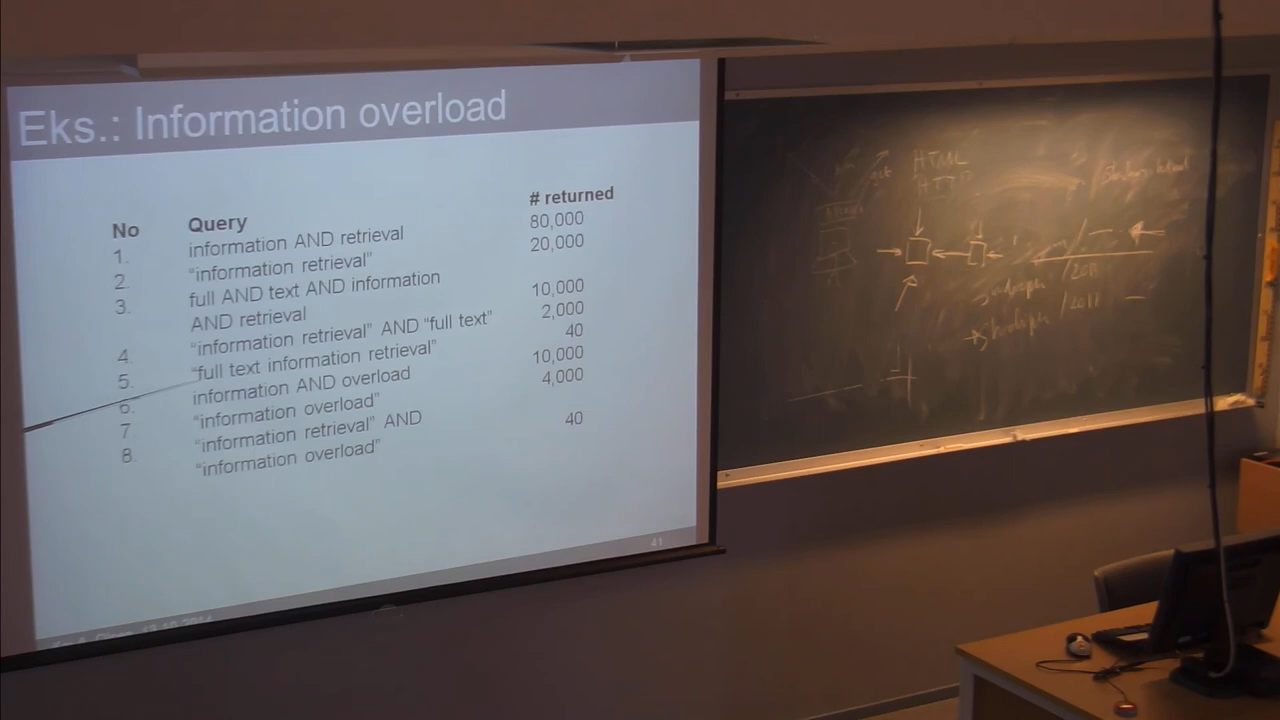 Eks.: Information overload
No Query # returned
1. information AND retrieval 80,000
2. “information retrieval” 20,000
3. full AND text AND information
AND retrieval 10,000
4. “information retrieval” AND “full text” 2,000
5. “full text information retrieval” 40
6. information AND overload 10,000
7 “information overload” 4,000
8. “information retrieval” AND
“information overload” 40
41
HTML
HTTP
/2013
/2011